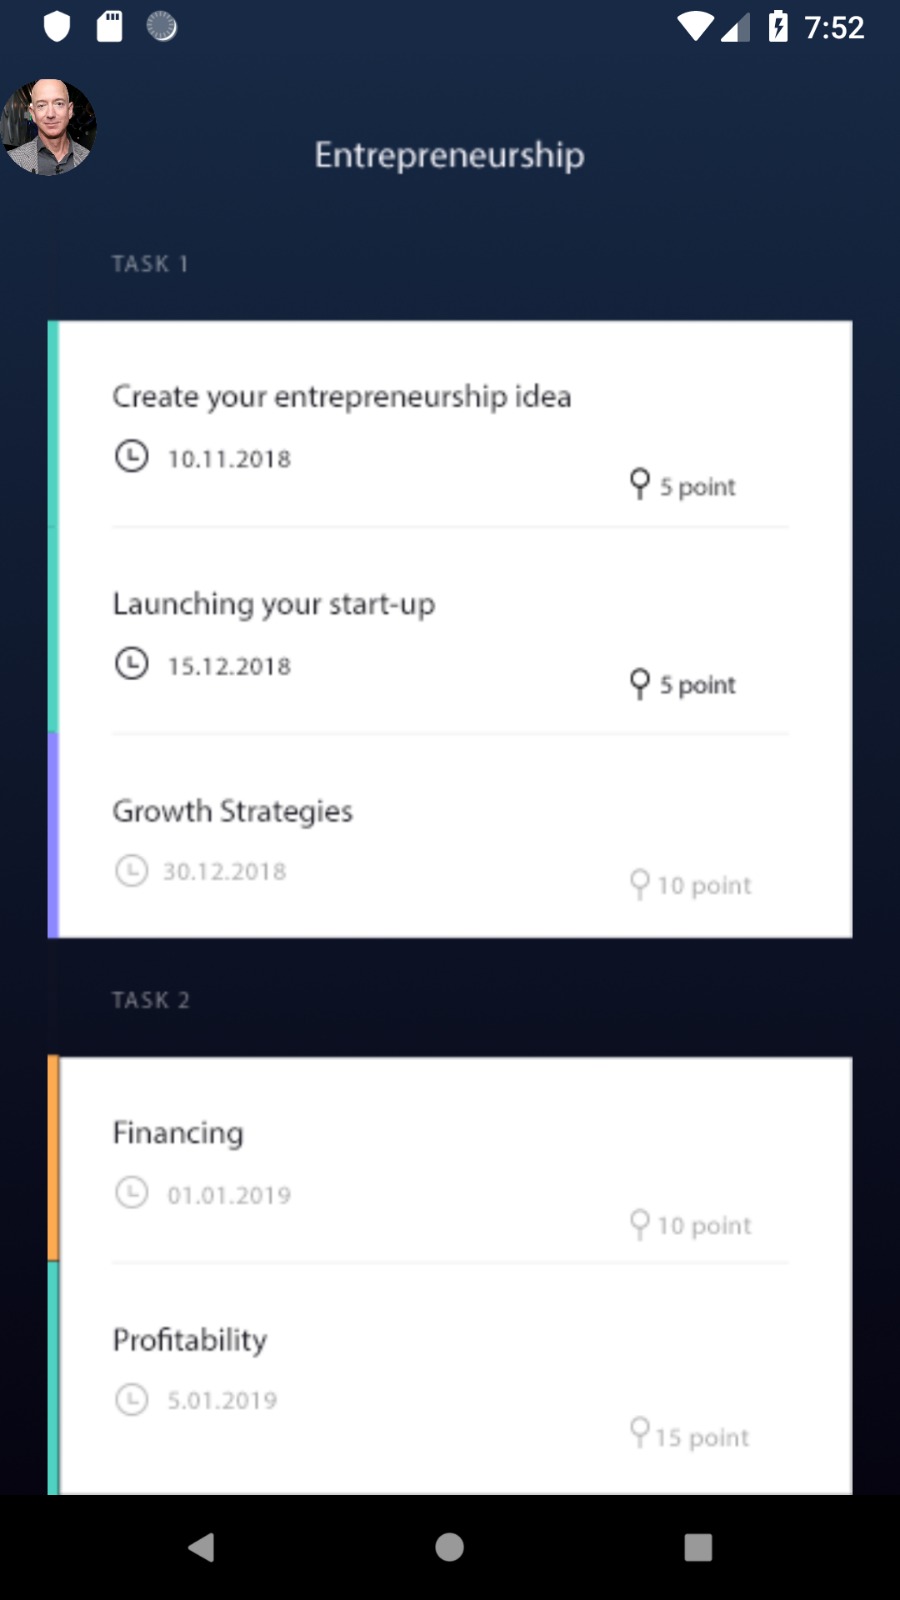 7:52
Entrepreneurship
TASK 1
Create your entrepreneurship idea
10.11.2018
5 point
Launching your start-up
15.12.2018
5 point
Growth Strategies
30.12.2018
10 point
TASK 2
Financing
01.01.2019
10 point
Profitability
5.01.2019
15 point